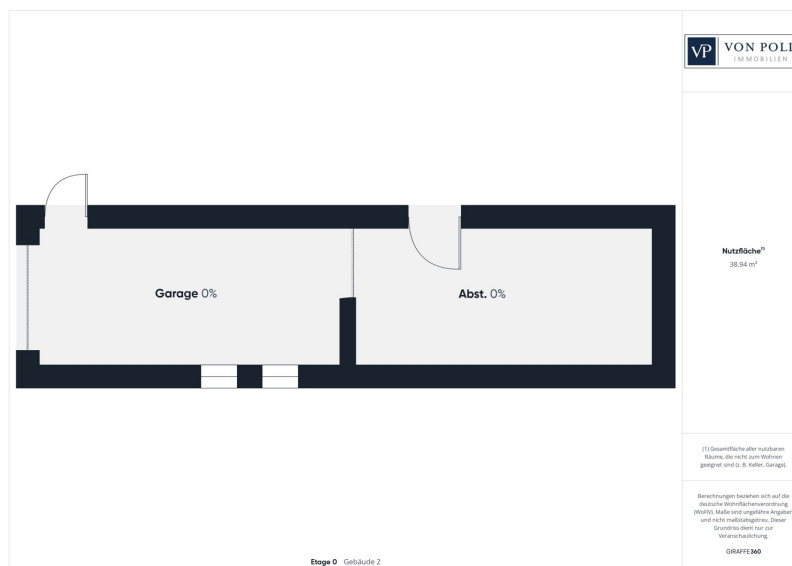 VP VON POLL
IMMOBILIEN
Nutzfläche(1)
38,94 m²
Garage 0%
Abst. 0%
(1) Gesamtfläche aller nutzbaren
Räume, die nicht zum Wohnen
geeignet sind (z. B. Keller, Garage).
Berechnungen beziehen sich auf die
deutsche Wohnflächenverordnung
(WoFlV). Maße sind ungefähre Angaben
und nicht maßstabsgetreu. Dieser
Grundriss dient nur zur
Veranschaulichung.
GIRAFFE360
Etage 0 Gebäude 2